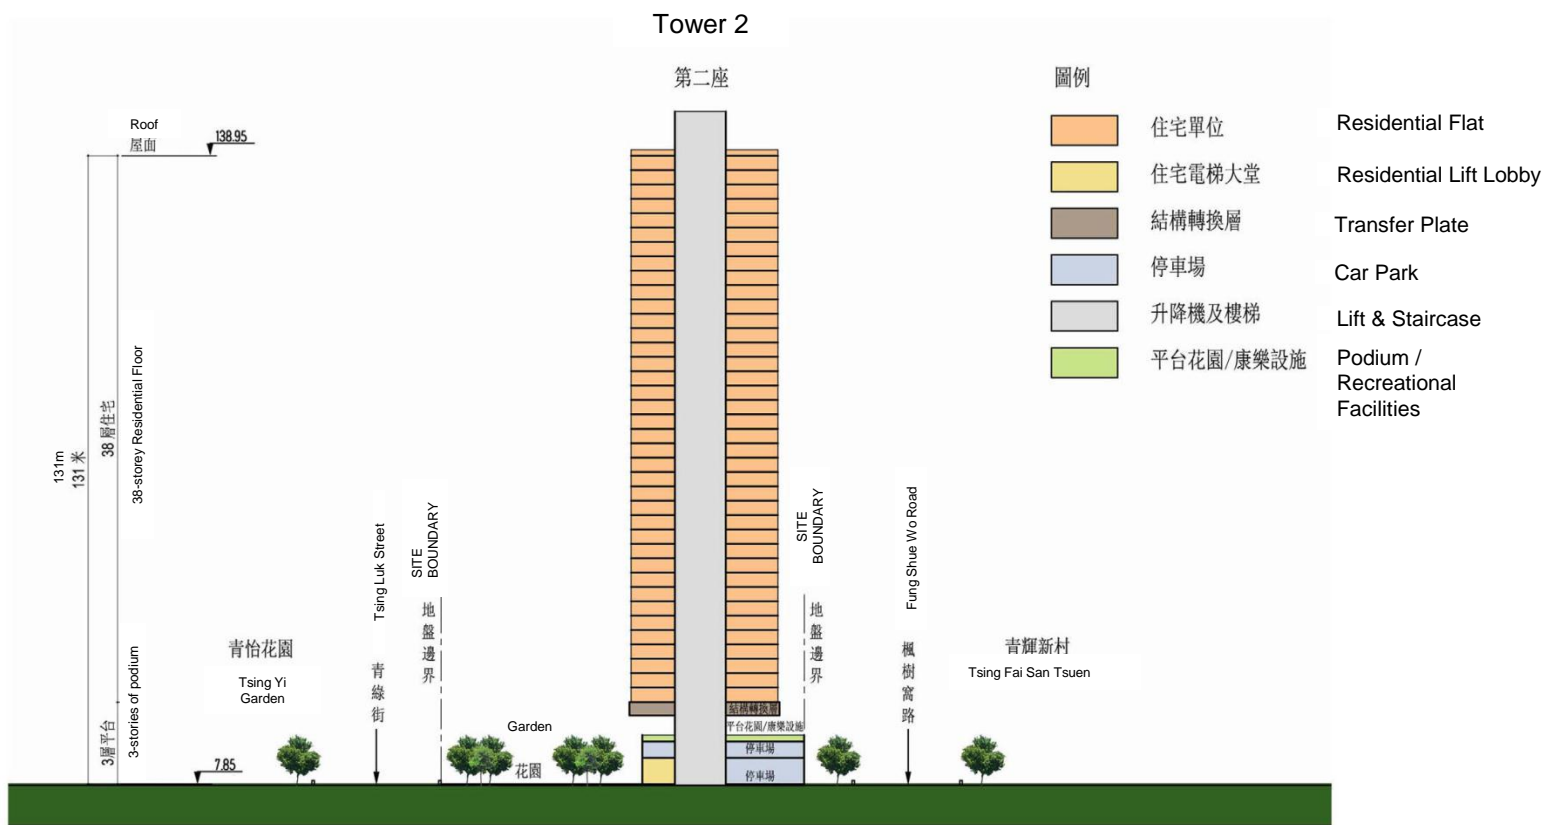 Tower 2
第二座
圖例
住宅單位
Residential Flat
住宅電梯大堂
Residential Lift Lobby
結構轉換層
Transfer Plate
停車場
Car Park
升降機及樓梯
Lift & Staircase
平台花園/康樂設施
Podium /
Recreational
Facilities
Roof
屋面
138.95
131m
131 米
38 層住宅
38-storey Residential Floor
3層平台
3-stories of podium
7.85
青怡花園
Tsing Yi
Garden
Tsing Luk Street
青綠街
SITE
BOUNDARY
地盤邊界
Garden
花園
結構轉換層
平台花園/康樂設施
停車場
停車場
SITE
BOUNDARY
地盤邊界
Fung Shue Wo Road
楓樹窩路
青輝新村
Tsing Fai San Tsuen